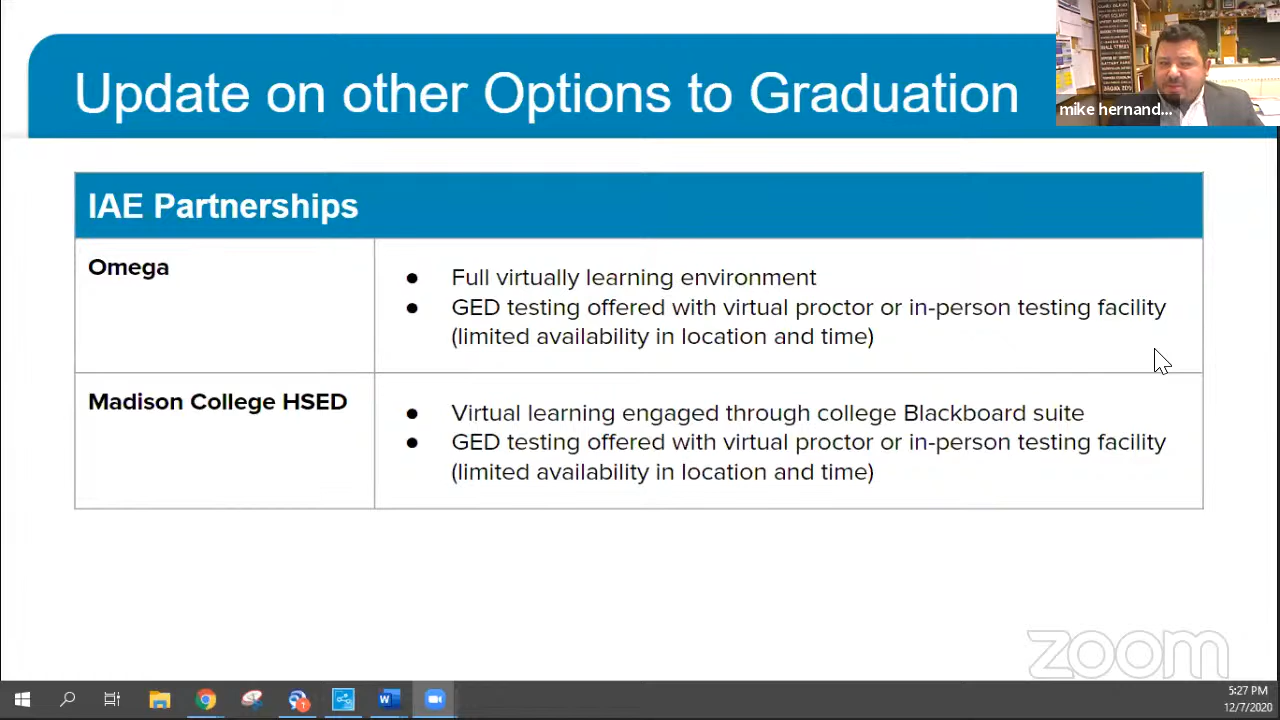 Update on other Options to Graduation
mike hernand...
IAE Partnerships
Omega
● Full virtually learning environment
● GED testing offered with virtual proctor or in-person testing facility
(limited availability in location and time)
Madison College HSED
● Virtual learning engaged through college Blackboard suite
● GED testing offered with virtual proctor or in-person testing facility
(limited availability in location and time)
zoom
5:27 PM
12/7/2020